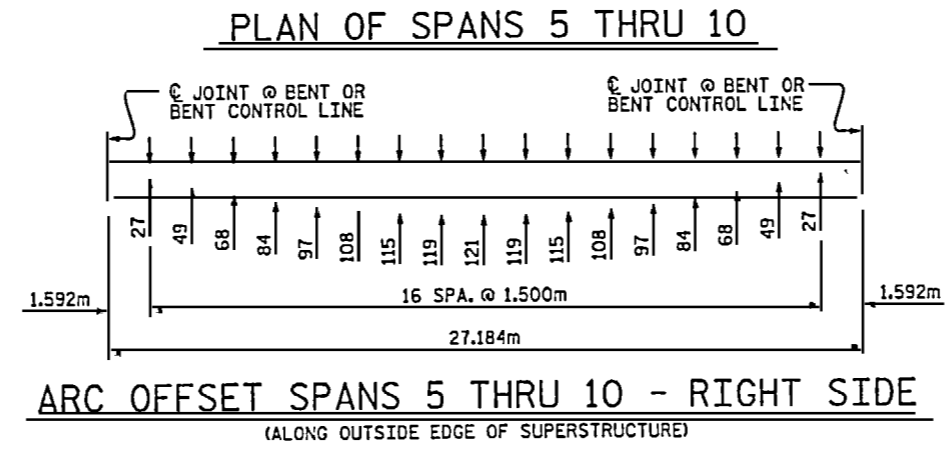 PLAN OF SPANS 5 THRU 10
℄ JOINT @ BENT OR
BENT CONTROL LINE
℄ JOINT @ BENT OR
BENT CONTROL LINE
27 49 68 84 97 108 115 119 121 119 115 108 97 84 68 49 27
1.592m 16 SPA. @ 1.500m 1.592m
27.184m
ARC OFFSET SPANS 5 THRU 10 - RIGHT SIDE
(ALONG OUTSIDE EDGE OF SUPERSTRUCTURE)